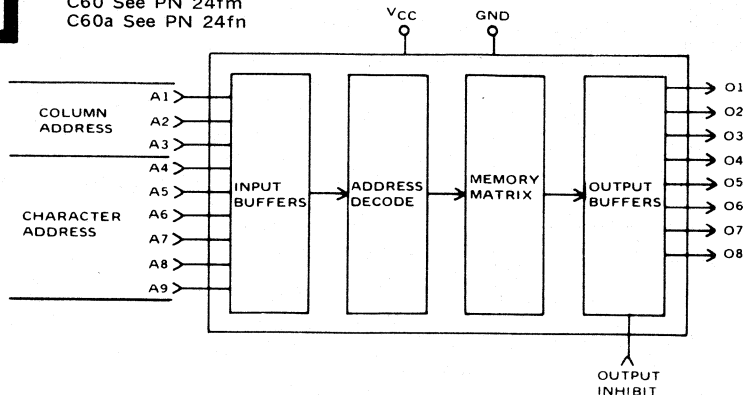 C60 See PN 24fm
C60a See PN 24fn
VCC
GND
COLUMN
ADDRESS
A1
A2
A3
CHARACTER
ADDRESS
A4
A5
A6
A7
A8
A9
INPUT
BUFFERS
ADDRESS
DECODE
MEMORY
MATRIX
OUTPUT
BUFFERS
O1
O2
O3
O4
O5
O6
O7
O8
OUTPUT
INHIBIT